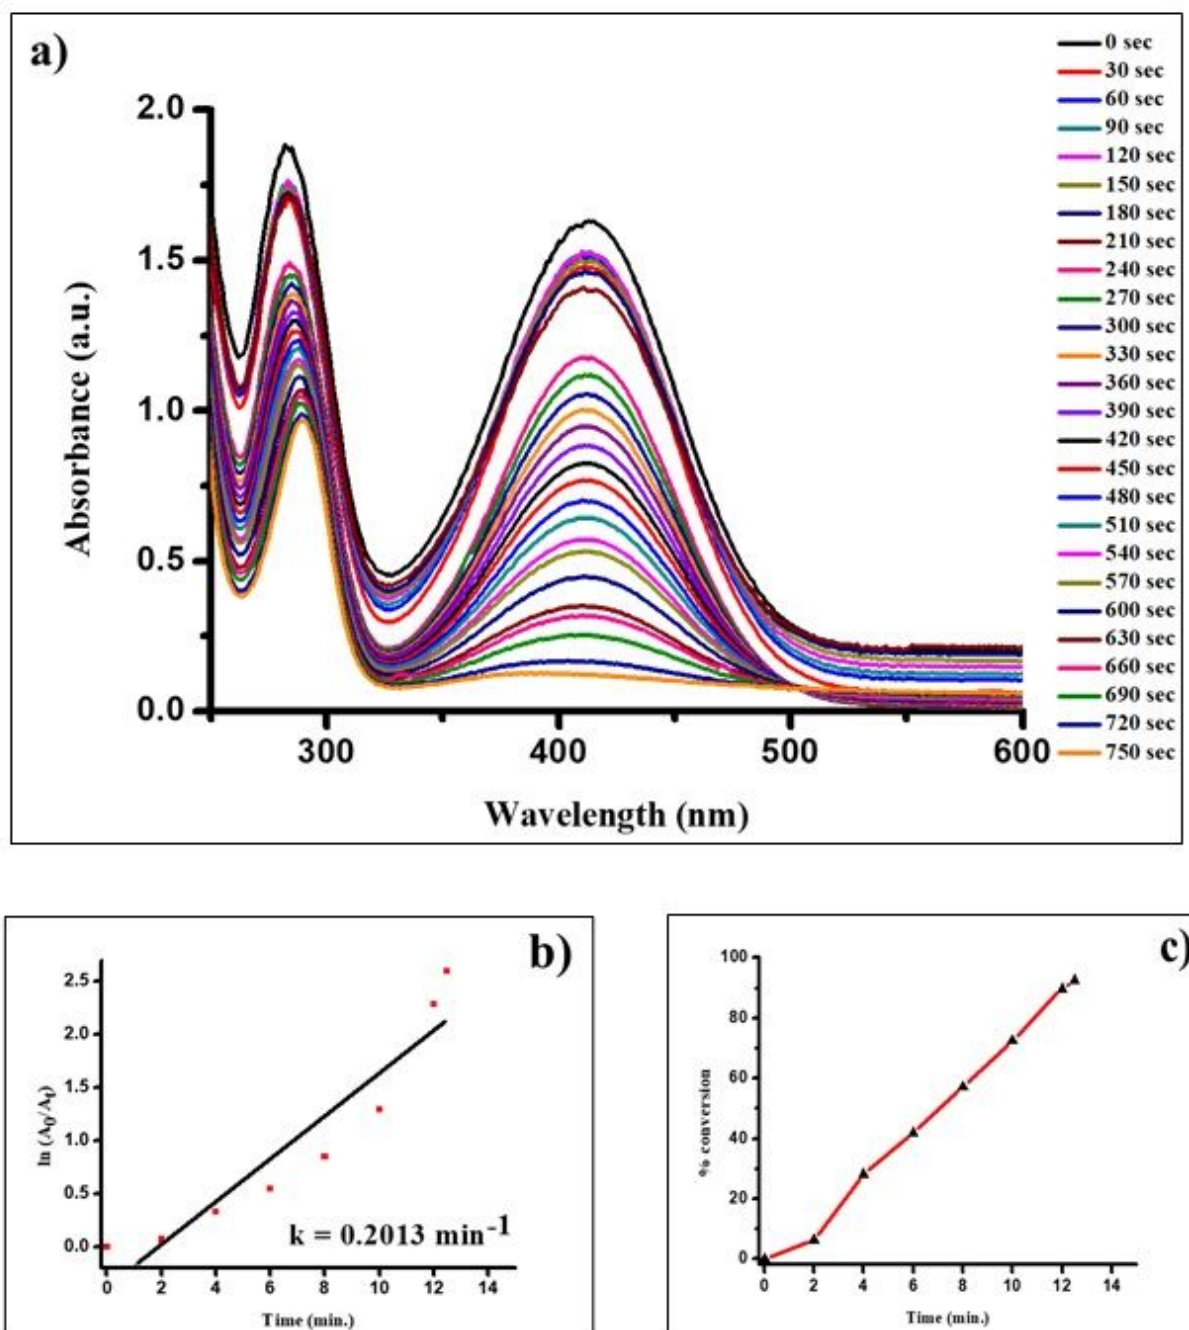 a)
0 sec
30 sec
60 sec
90 sec
120 sec
150 sec
180 sec
210 sec
240 sec
270 sec
300 sec
330 sec
360 sec
390 sec
420 sec
450 sec
480 sec
510 sec
540 sec
570 sec
600 sec
630 sec
660 sec
690 sec
720 sec
750 sec
2.0
1.5
1.0
0.5
0.0
Absorbance (a.u.)
300 400 500 600
Wavelength (nm)
b)
2.5
2.0
1.5
1.0
0.5
0.0
ln (A₀/Aₜ)
k = 0.2013 min⁻¹
0 2 4 6 8 10 12 14
Time (min.)
c)
100
80
60
40
20
0
% conversion
0 2 4 6 8 10 12 14
Time (min.)